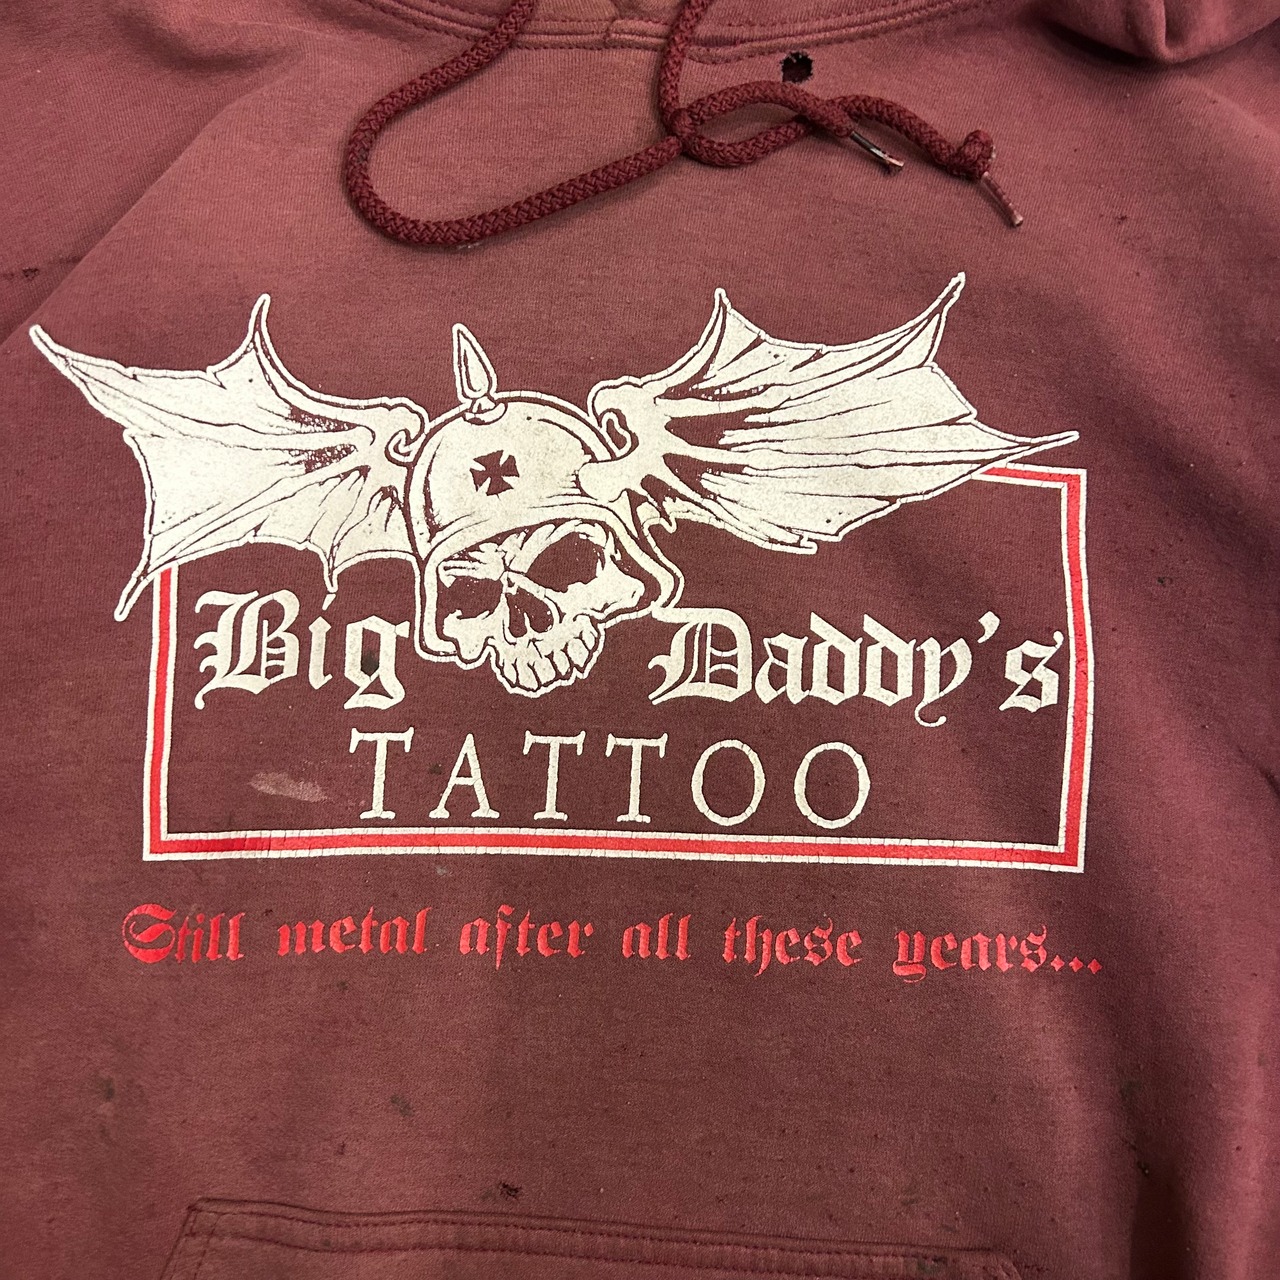 Big Daddy's
TATTOO
Still metal after all these years...